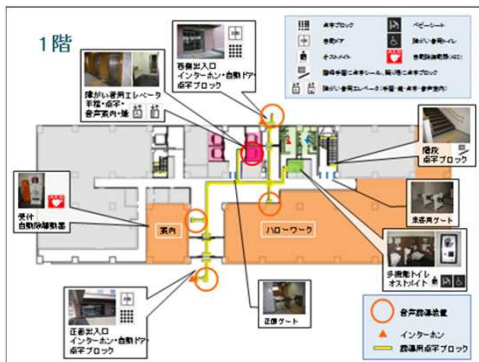 1階
西側出入口
インターホン・自動ドア・
点字ブロック
点字ブロック
ベビーシート
自動ドア
障がい者用トイレ
オストメイト
自動除細動器(AED)
障がい者用エレベータ
手摺・点字・
音声案内・鏡
階段
点字ブロック
受付
自動除細動器
案内
ハローワーク
来客用ゲート
多機能トイレ
オストメイト
正面出入口
インターホン・自動ドア・
点字ブロック
正面ゲート
音声誘導装置
インターホン
誘導用点字ブロック